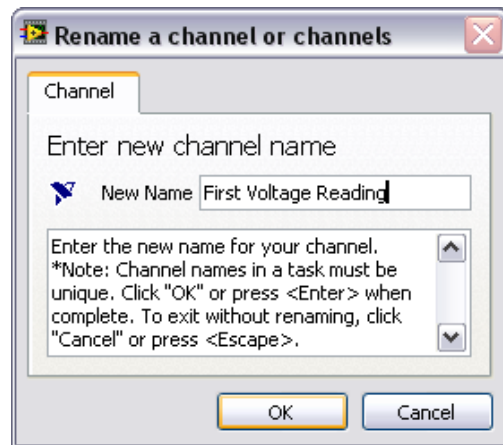 Rename a channel or channels
Channel
Enter new channel name
New Name First Voltage Reading
Enter the new name for your channel.
*Note: Channel names in a task must be
unique. Click "OK" or press <Enter> when
complete. To exit without renaming, click
"Cancel" or press <Escape>.
OK Cancel